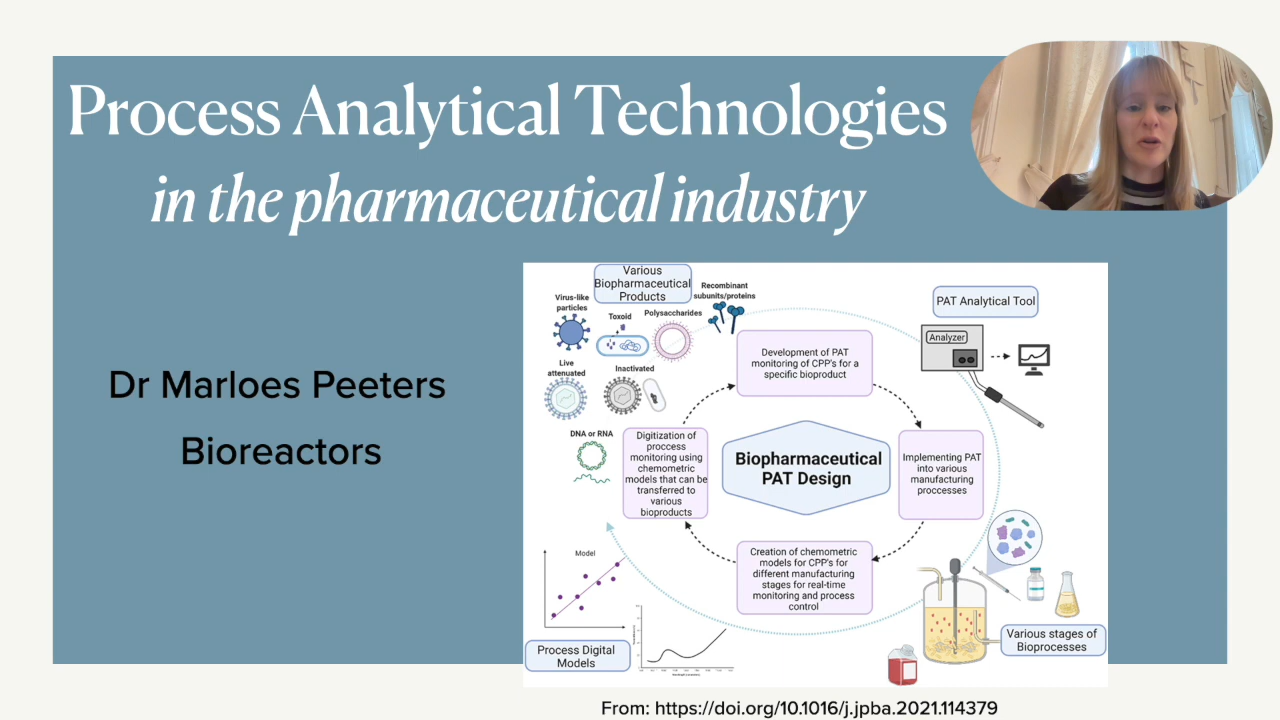 Process Analytical Technologies
in the pharmaceutical industry
Dr Marloes Peeters
Bioreactors
Various
Biopharmaceutical
Products
Virus-like
particles
Toxoid
Polysaccharides
Recombinant
subunits/proteins
Live
attenuated
Inactivated
DNA or RNA
PAT Analytical Tool
Analyzer
Development of PAT
monitoring of CPP's for a
specific bioproduct
Digitization of
proccess
monitoring using
chemometric
models that can be
transferred to
various
bioproducts
Biopharmaceutical
PAT Design
Implementing PAT
into various
manufacturing
proccesses
Creation of chemometric
models for CPP's for
different manufacturing
stages for real-time
monitoring and process
control
Model
Process Digital
Models
Various stages of
Bioprocesses
From: https://doi.org/10.1016/j.jpba.2021.114379